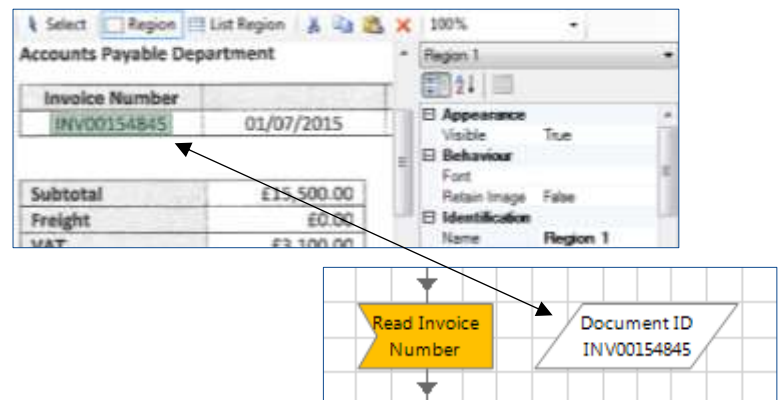 Select Region List Region 100%
Accounts Payable Department
Region 1
Invoice Number
INV00154845 01/07/2015
Appearance
Visible True
Behaviour
Font
Retain Image False
Identification
Name Region 1
Subtotal £15,500.00
Freight £0.00
VAT £3,100.00
Read Invoice
Number
Document ID
INV00154845